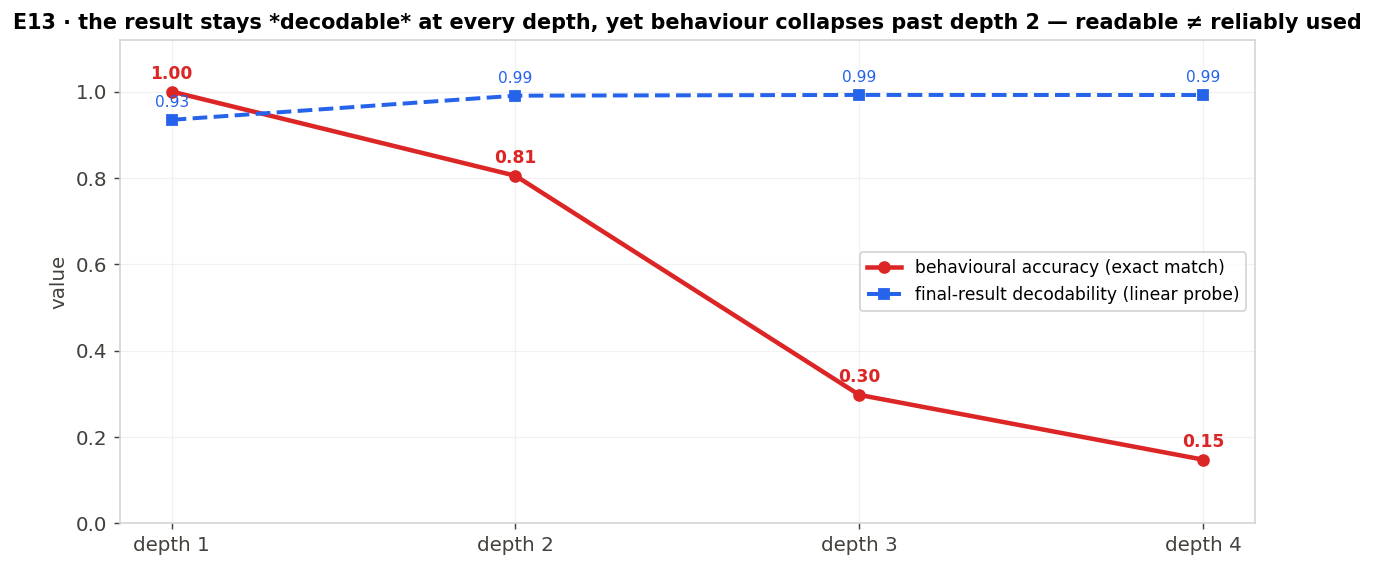 E13 · the result stays *decodable* at every depth, yet behaviour collapses past depth 2 — readable ≠ reliably used
1.00
0.93
0.99
0.99
0.99
0.81
0.30
0.15
value
1.0
0.8
0.6
0.4
0.2
0.0
behavioural accuracy (exact match)
final-result decodability (linear probe)
depth 1
depth 2
depth 3
depth 4